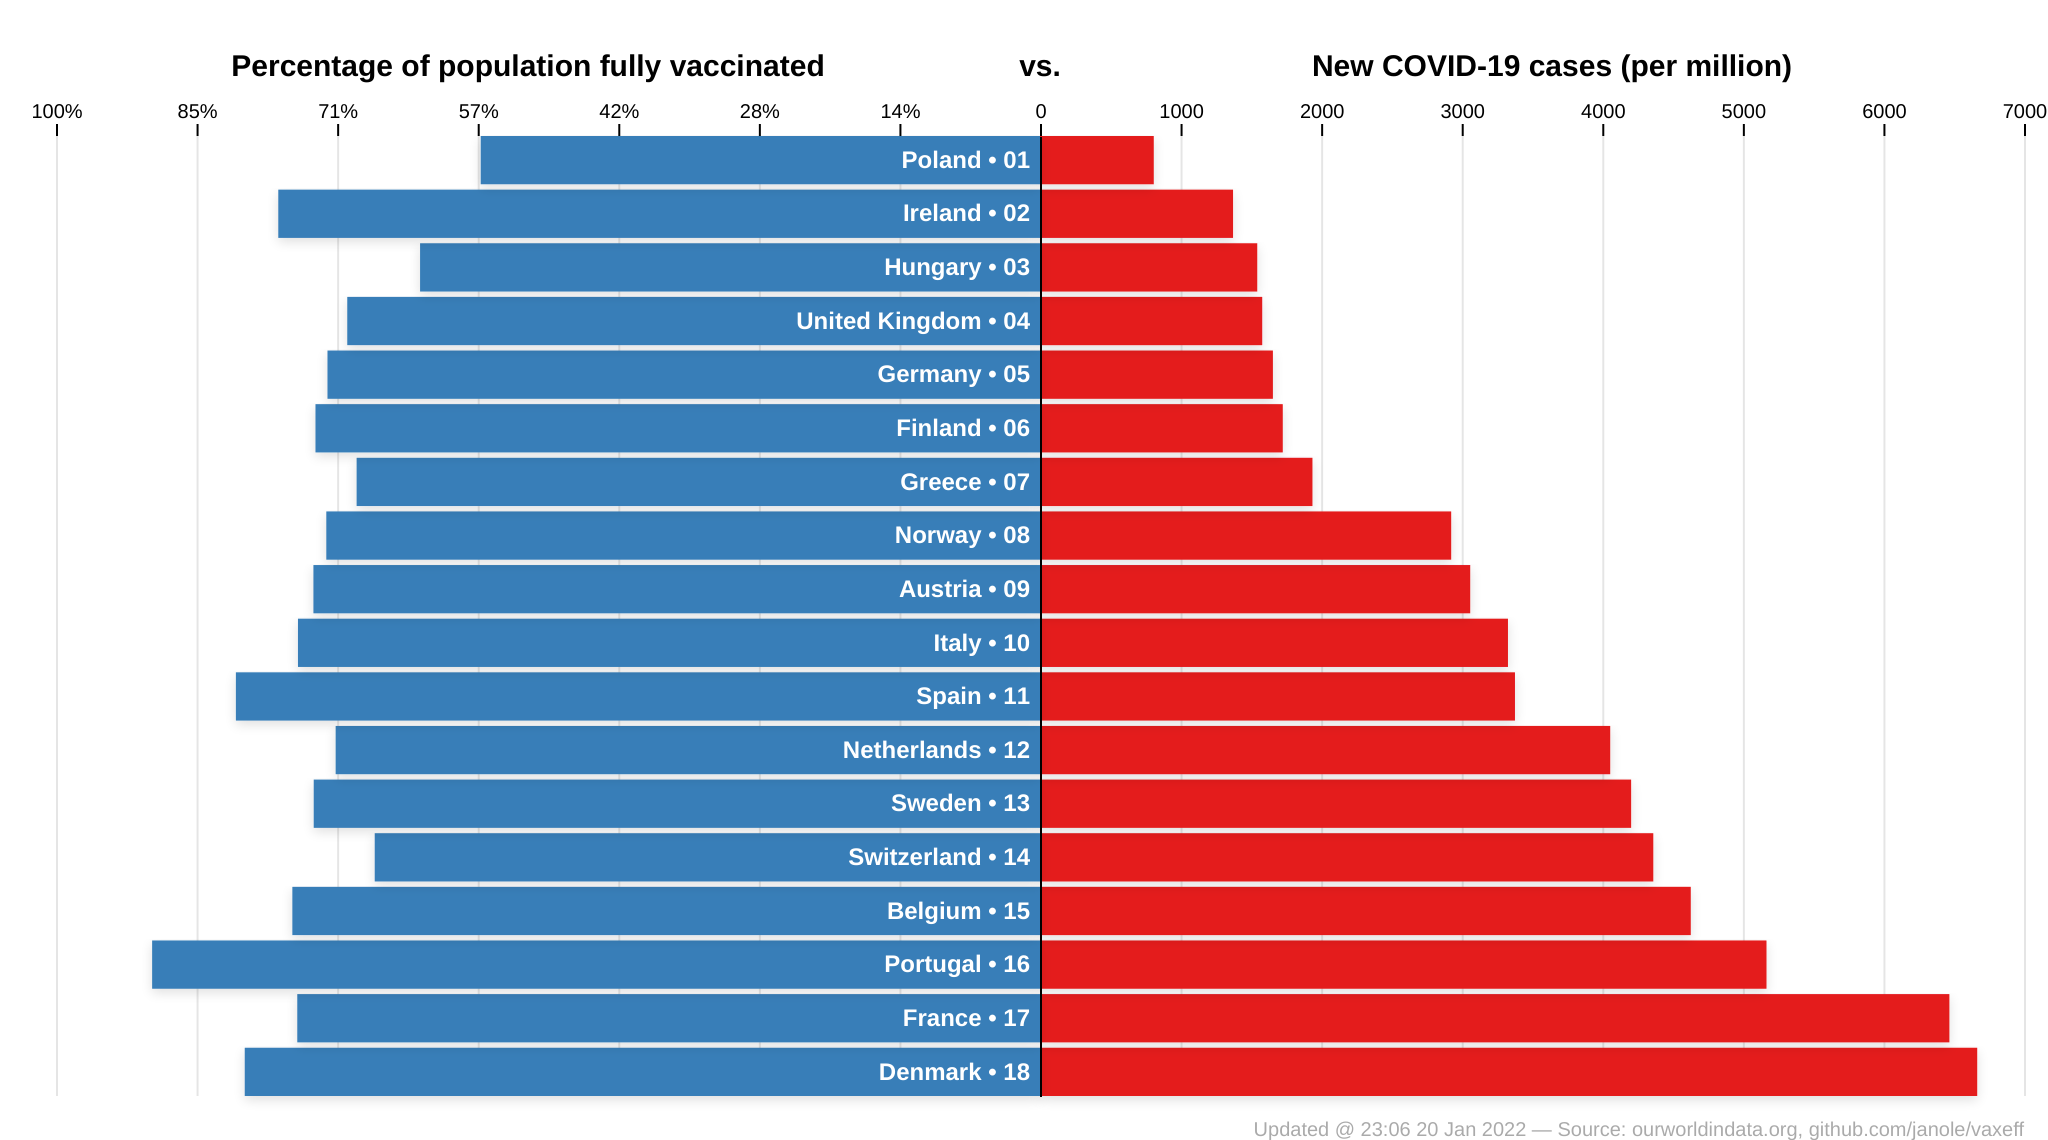 Percentage of population fully vaccinated vs. New COVID-19 cases (per million)
100% 85% 71% 57% 42% 28% 14% 0 1000 2000 3000 4000 5000 6000 7000
Poland • 01
Ireland • 02
Hungary • 03
United Kingdom • 04
Germany • 05
Finland • 06
Greece • 07
Norway • 08
Austria • 09
Italy • 10
Spain • 11
Netherlands • 12
Sweden • 13
Switzerland • 14
Belgium • 15
Portugal • 16
France • 17
Denmark • 18
Updated @ 23:06 20 Jan 2022 — Source: ourworldindata.org, github.com/janole/vaxeff